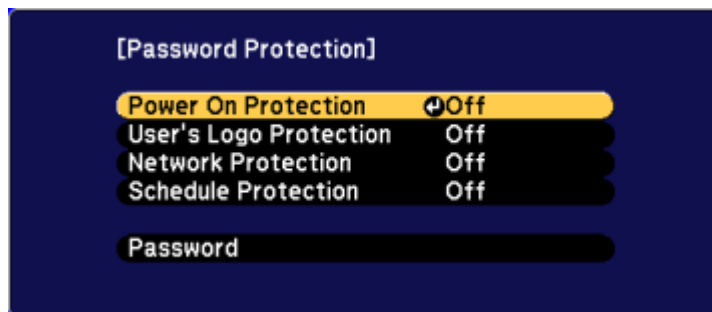 [Password Protection]
Power On Protection Off
User's Logo Protection Off
Network Protection Off
Schedule Protection Off
Password